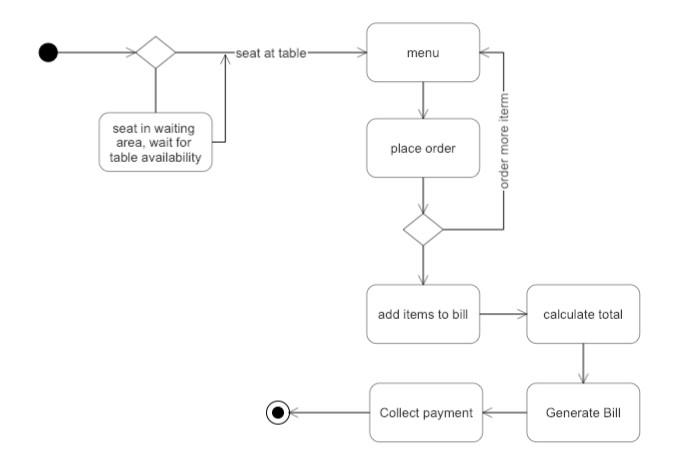 seat at table
menu
seat in waiting
area, wait for
table availability
place order
order more iterm
add items to bill
calculate total
Collect payment
Generate Bill